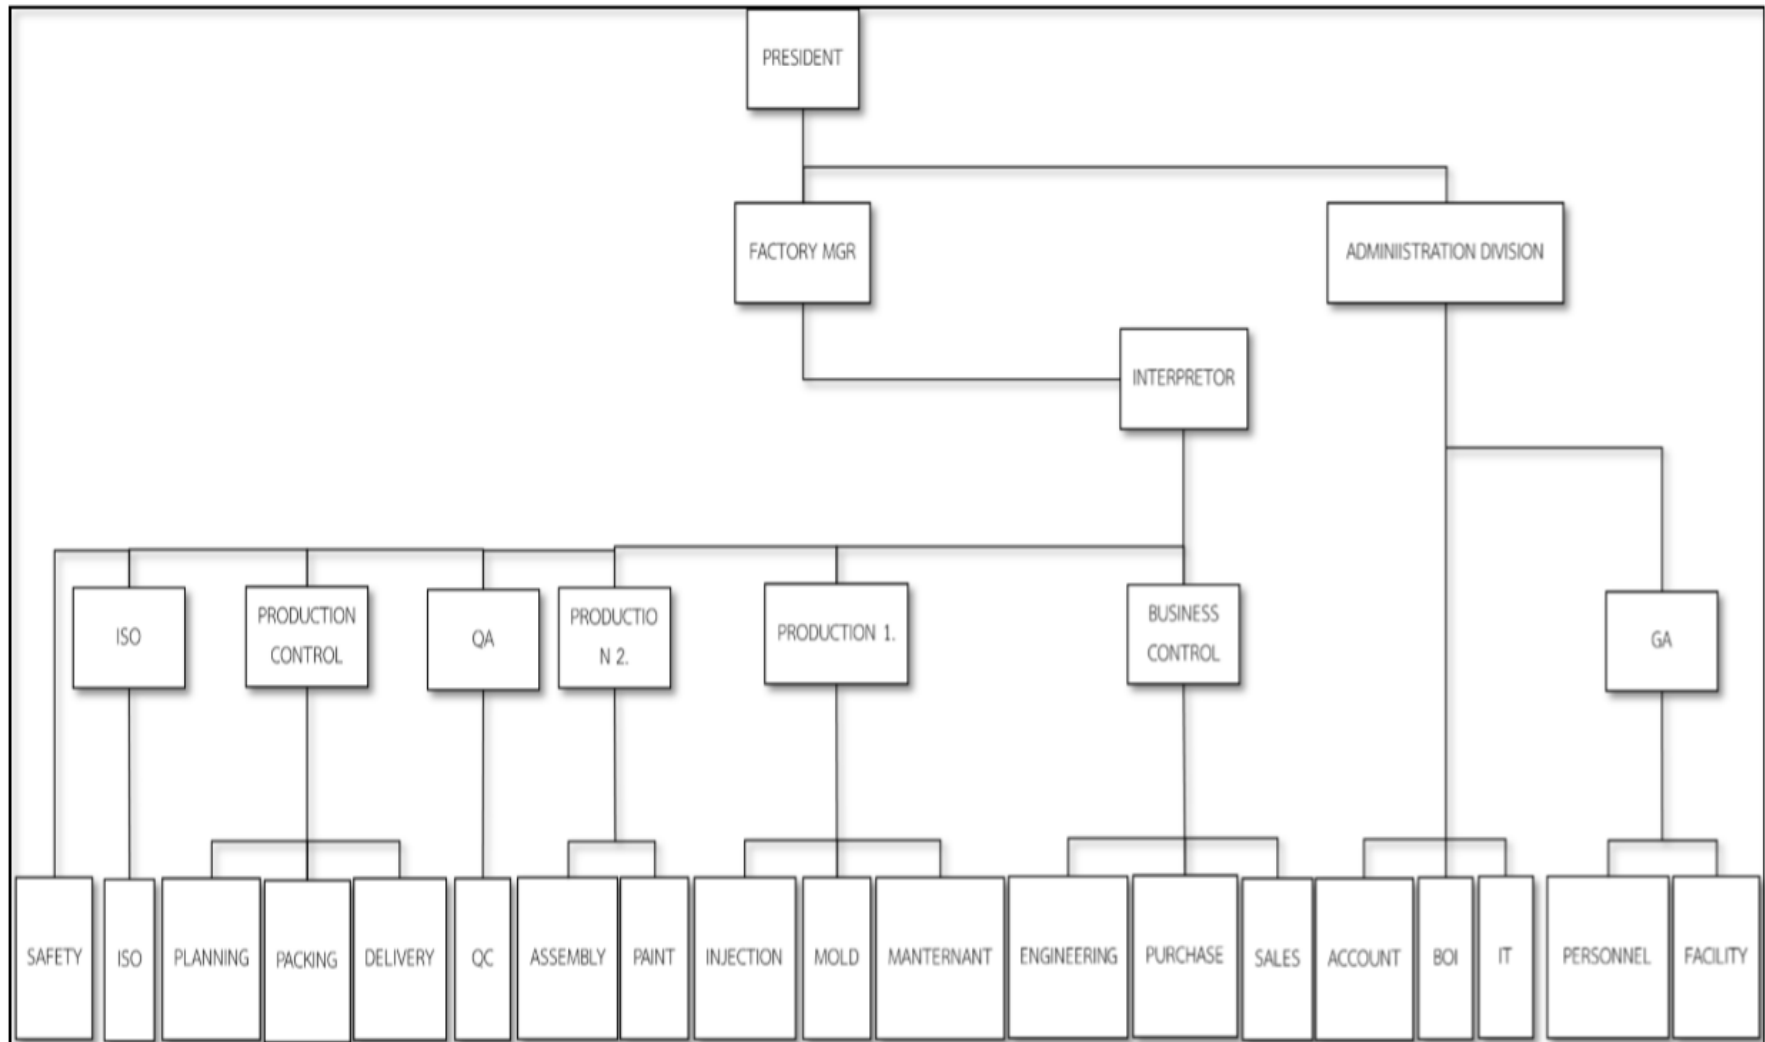 PRESIDENT
FACTORY MGR
ADMINIISTRATION DIVISION
INTERPRETOR
ISO
PRODUCTION
CONTROL
QA
PRODUCTIO
N 2.
PRODUCTION 1.
BUSINESS
CONTROL
GA
SAFETY
ISO
PLANNING
PACKING
DELIVERY
QC
ASSEMBLY
PAINT
INJECTION
MOLD
MANTERNANT
ENGINEERING
PURCHASE
SALES
ACCOUNT
BOI
IT
PERSONNEL
FACILITY